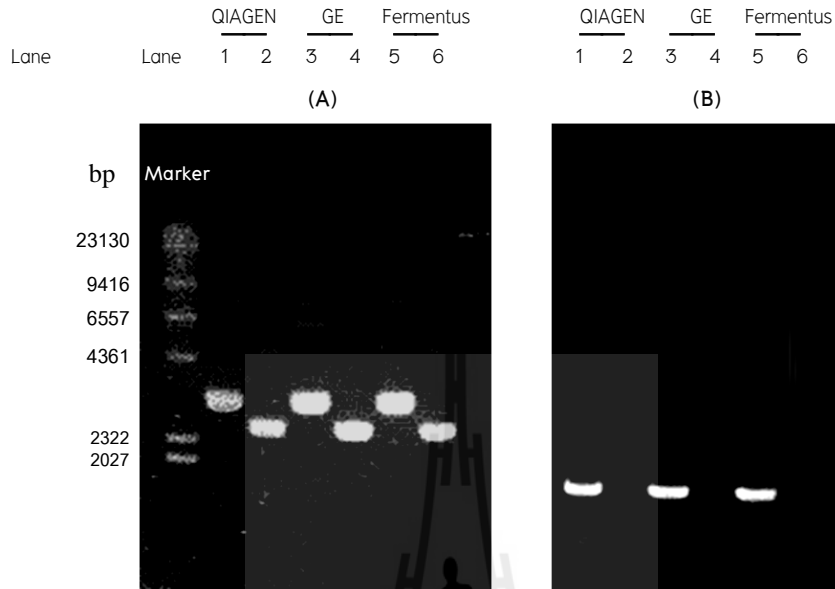 QIAGEN GE Fermentus QIAGEN GE Fermentus
Lane Lane 1 2 3 4 5 6 1 2 3 4 5 6
(A) (B)
bp Marker
23130
9416
6557
4361
2322
2027